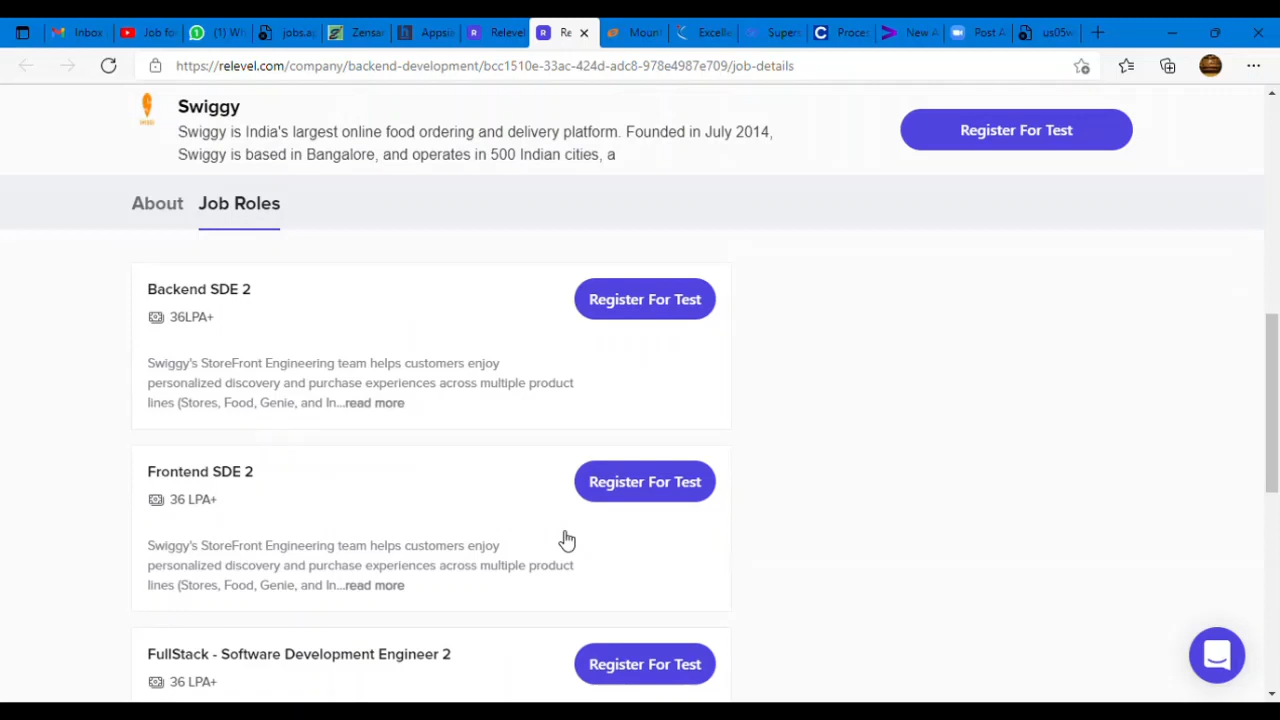 Inbox
Job fo
(1) Wh
jobs.a
Zensa
Appsia
Relevel
Re
Mount
Excelle
Supers
Proce
New A
Post A
us05w
https://relevel.com/company/backend-development/bcc1510e-33ac-424d-adc8-978e4987e709/job-details
Swiggy
Swiggy is India's largest online food ordering and delivery platform. Founded in July 2014,
Swiggy is based in Bangalore, and operates in 500 Indian cities, a
Register For Test
About Job Roles
Backend SDE 2
Register For Test
36LPA+
Swiggy's StoreFront Engineering team helps customers enjoy
personalized discovery and purchase experiences across multiple product
lines (Stores, Food, Genie, and In...read more
Frontend SDE 2
Register For Test
36 LPA+
Swiggy's StoreFront Engineering team helps customers enjoy
personalized discovery and purchase experiences across multiple product
lines (Stores, Food, Genie, and In...read more
FullStack - Software Development Engineer 2
Register For Test
36 LPA+